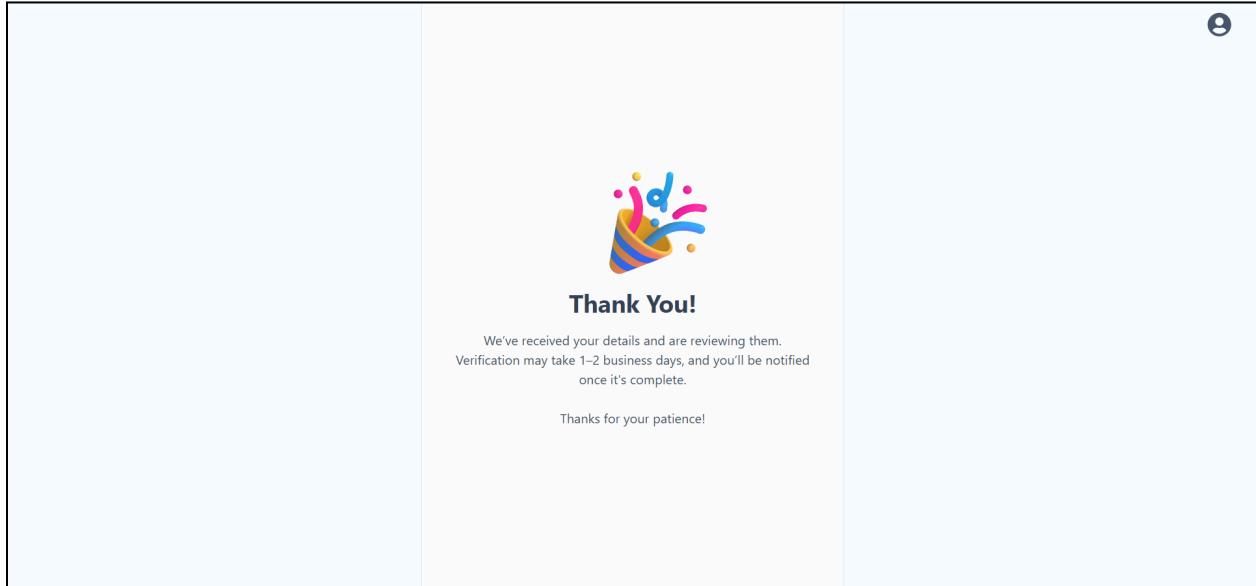 Thank You!
We’ve received your details and are reviewing them.
Verification may take 1–2 business days, and you’ll be notified
once it's complete.
Thanks for your patience!